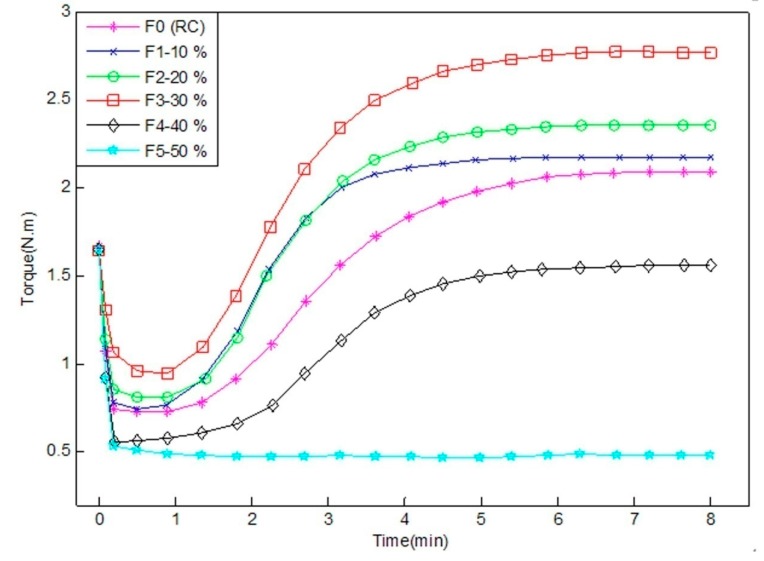 3
2.5
2
1.5
1
0.5
Torque(N.m)
F0 (RC)
F1-10 %
F2-20 %
F3-30 %
F4-40 %
F5-50 %
0 1 2 3 4 5 6 7 8
Time(min)